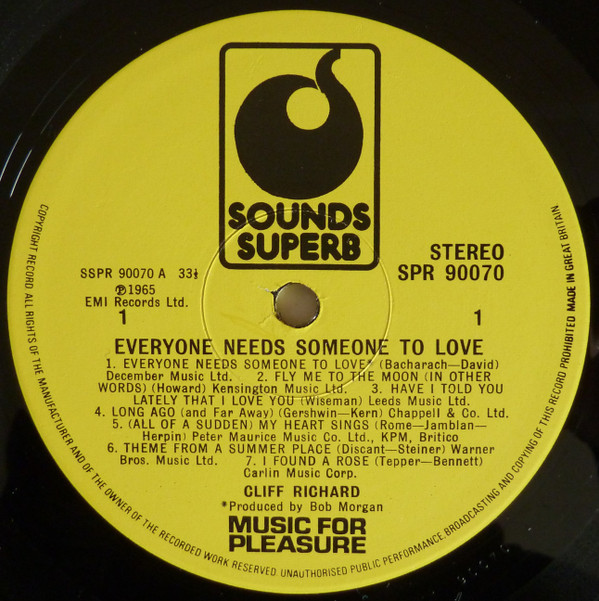 SOUNDS
SUPERB
STEREO
SPR 90070
SSPR 90070 A 33⅓
℗1965
EMI Records Ltd.
1
1
EVERYONE NEEDS SOMEONE TO LOVE
1. EVERYONE NEEDS SOMEONE TO LOVE* (Bacharach—David)
December Music Ltd. 2. FLY ME TO THE MOON (IN OTHER
WORDS) (Howard) Kensington Music Ltd. 3. HAVE I TOLD YOU
LATELY THAT I LOVE YOU (Wiseman) Leeds Music Ltd.
4. LONG AGO (and Far Away) (Gershwin—Kern) Chappell & Co. Ltd.
5. (ALL OF A SUDDEN) MY HEART SINGS (Rome—Jamblan—
Herpin) Peter Maurice Music Co. Ltd., KPM, Britico
6. THEME FROM A SUMMER PLACE (Discant—Steiner) Warner
Bros. Music Ltd. 7. I FOUND A ROSE (Tepper—Bennett)
Carlin Music Corp.
CLIFF RICHARD
*Produced by Bob Morgan
MUSIC FOR
PLEASURE
COPYRIGHT RECORD. ALL RIGHTS OF THE MANUFACTURER AND OF THE OWNER OF THE RECORDED WORK RESERVED. UNAUTHORISED PUBLIC PERFORMANCE, BROADCASTING AND COPYING OF THIS RECORD PROHIBITED MADE IN GREAT BRITAIN.